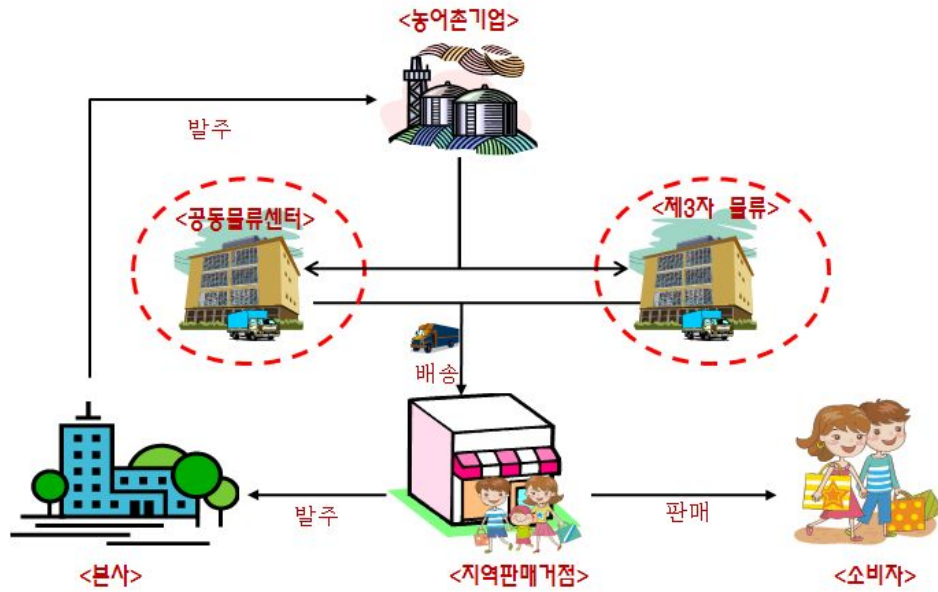 <농어촌기업>
발주
<공동물류센터>
<제3자 물류>
배송
발주
판매
<본사>
<지역판매거점>
<소비자>